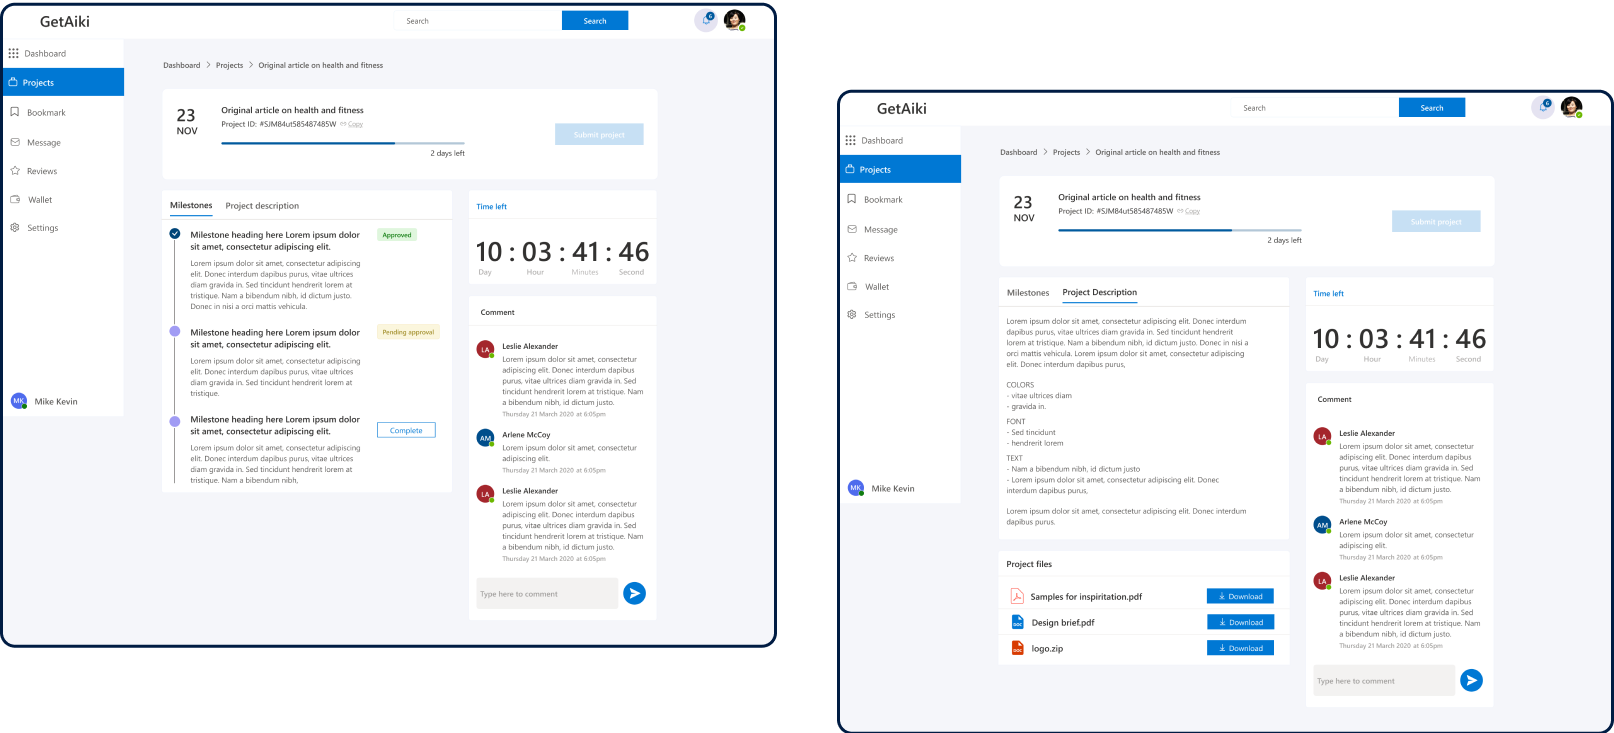 GetAiki
Search
Search
6
Dashboard
Projects
Bookmark
Message
Reviews
Wallet
Settings
MK
Mike Kevin
Dashboard > Projects > Original article on health and fitness
23
NOV
Original article on health and fitness
Project ID: #SJM84ut585487485W Copy
2 days left
Submit project
Milestones Project description
Milestone heading here Lorem ipsum dolor
sit amet, consectetur adipiscing elit.
Approved
Lorem ipsum dolor sit amet, consectetur adipiscing
elit. Donec interdum dapibus purus, vitae ultrices
diam gravida in. Sed tincidunt hendrerit lorem at
tristique. Nam a bibendum nibh, id dictum justo.
Donec in nisi a orci mattis vehicula.
Milestone heading here Lorem ipsum dolor
sit amet, consectetur adipiscing elit.
Pending approval
Lorem ipsum dolor sit amet, consectetur adipiscing
elit. Donec interdum dapibus purus, vitae ultrices
diam gravida in. Sed tincidunt hendrerit lorem at
tristique.
Milestone heading here Lorem ipsum dolor
sit amet, consectetur adipiscing elit.
Complete
Lorem ipsum dolor sit amet, consectetur adipiscing
elit. Donec interdum dapibus purus, vitae ultrices
diam gravida in. Sed tincidunt hendrerit lorem at
tristique. Nam a bibendum nibh,
Time left
10 : 03 : 41 : 46
Day Hour Minutes Second
Comment
LA
Leslie Alexander
Lorem ipsum dolor sit amet, consectetur
adipiscing elit. Donec interdum dapibus
purus, vitae ultrices diam gravida in. Sed
tincidunt hendrerit lorem at tristique. Nam
a bibendum nibh, id dictum justo.
Thursday 21 March 2020 at 6:05pm
AM
Arlene McCoy
Lorem ipsum dolor sit amet, consectetur
adipiscing elit.
Thursday 21 March 2020 at 6:05pm
LA
Leslie Alexander
Lorem ipsum dolor sit amet, consectetur
adipiscing elit. Donec interdum dapibus
purus, vitae ultrices diam gravida in. Sed
tincidunt hendrerit lorem at tristique. Nam
a bibendum nibh, id dictum justo.
Thursday 21 March 2020 at 6:05pm
Type here to comment
GetAiki
Search
Search
6
Dashboard
Projects
Bookmark
Message
Reviews
Wallet
Settings
MK
Mike Kevin
Dashboard > Projects > Original article on health and fitness
23
NOV
Original article on health and fitness
Project ID: #SJM84ut585487485W Copy
2 days left
Submit project
Milestones Project Description
Lorem ipsum dolor sit amet, consectetur adipiscing elit. Donec interdum
dapibus purus, vitae ultrices diam gravida in. Sed tincidunt hendrerit
lorem at tristique. Nam a bibendum nibh, id dictum justo. Donec in nisi a
orci mattis vehicula. Lorem ipsum dolor sit amet, consectetur adipiscing
elit. Donec interdum dapibus purus,
COLORS
- vitae ultrices diam
- gravida in.
FONT
- Sed tincidunt
- hendrerit lorem
TEXT
- Nam a bibendum nibh, id dictum justo
- Lorem ipsum dolor sit amet, consectetur adipiscing elit. Donec
interdum dapibus purus,
Lorem ipsum dolor sit amet, consectetur adipiscing elit. Donec interdum
dapibus purus.
Project files
Samples for inspiritation.pdf
Download
DOC
Design brief.pdf
Download
DOC
logo.zip
Download
Time left
10 : 03 : 41 : 46
Day Hour Minutes Second
Comment
LA
Leslie Alexander
Lorem ipsum dolor sit amet, consectetur
adipiscing elit. Donec interdum dapibus
purus, vitae ultrices diam gravida in. Sed
tincidunt hendrerit lorem at tristique. Nam
a bibendum nibh, id dictum justo.
Thursday 21 March 2020 at 6:05pm
AM
Arlene McCoy
Lorem ipsum dolor sit amet, consectetur
adipiscing elit.
Thursday 21 March 2020 at 6:05pm
LA
Leslie Alexander
Lorem ipsum dolor sit amet, consectetur
adipiscing elit. Donec interdum dapibus
purus, vitae ultrices diam gravida in. Sed
tincidunt hendrerit lorem at tristique. Nam
a bibendum nibh, id dictum justo.
Thursday 21 March 2020 at 6:05pm
Type here to comment